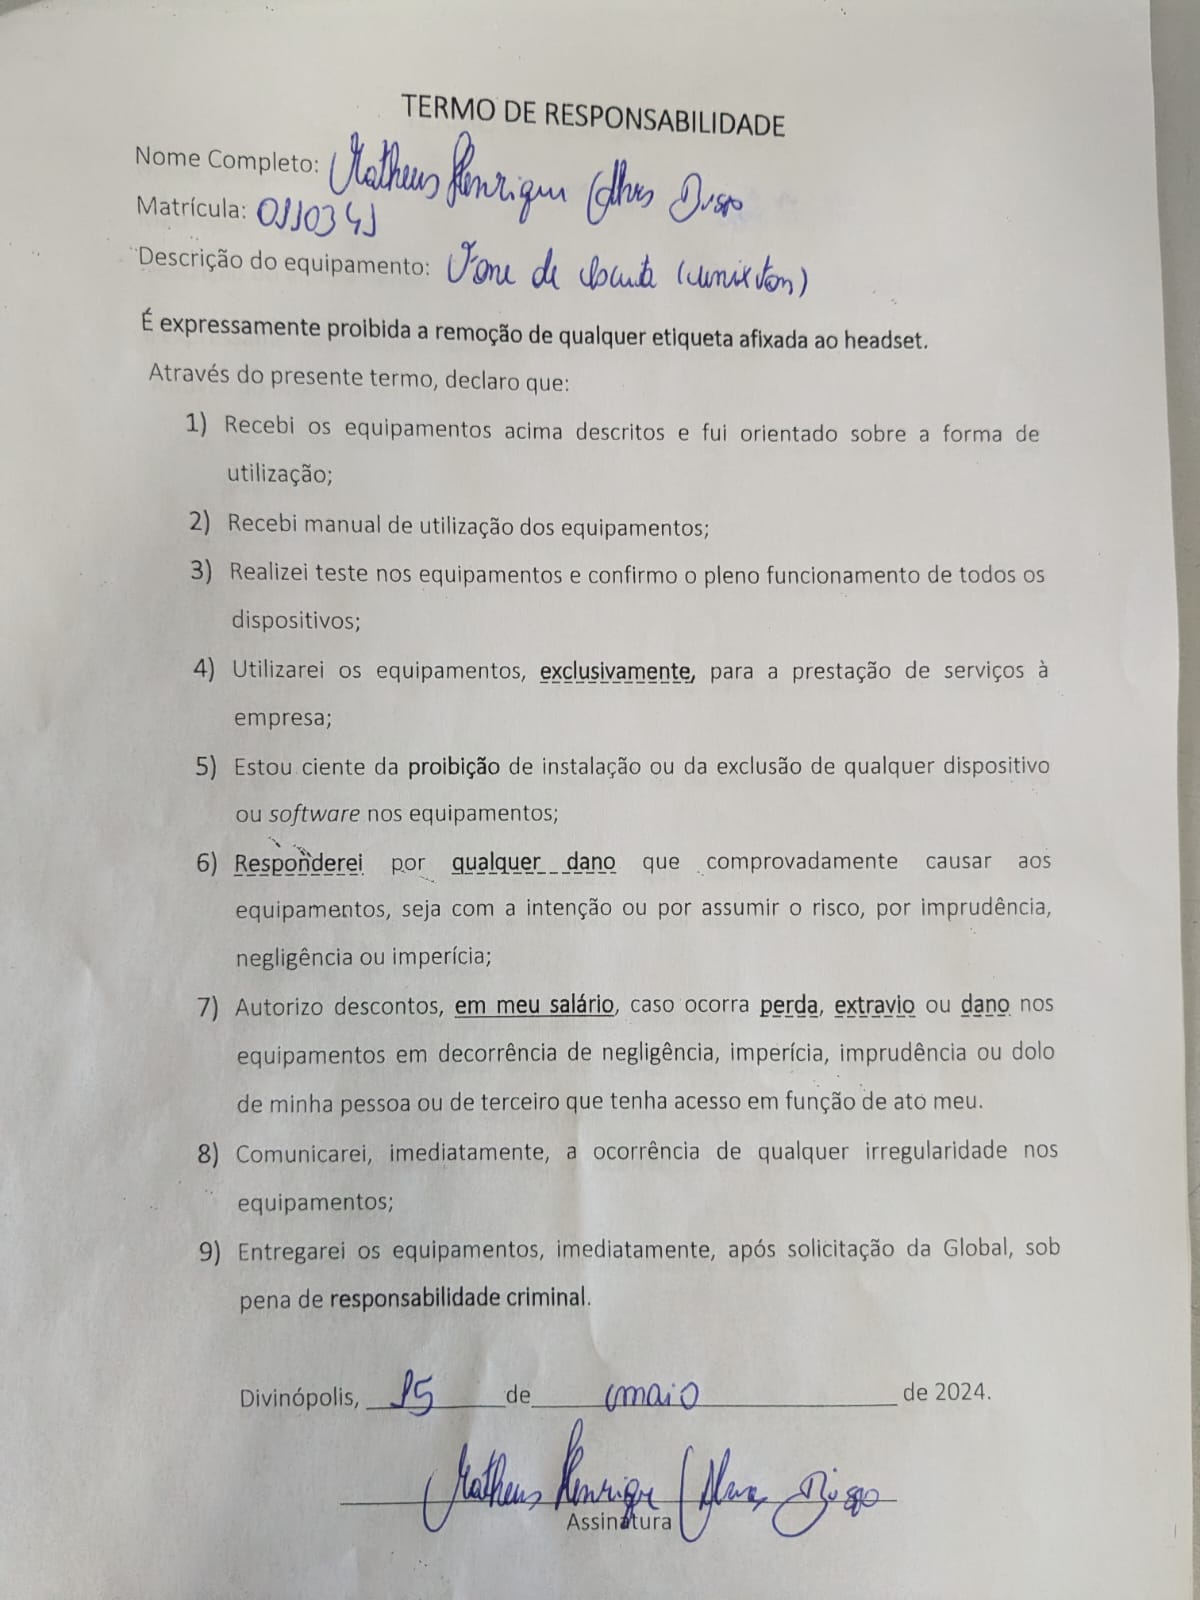 TERMO DE RESPONSABILIDADE
Nome Completo: Matheus Henrique Alves
Matrícula: 0110341
Descrição do equipamento: Fone de (unixtron)
É expressamente proibida a remoção de qualquer etiqueta afixada ao headset.
Através do presente termo, declaro que:
1) Recebi os equipamentos acima descritos e fui orientado sobre a forma de
utilização;
2) Recebi manual de utilização dos equipamentos;
3) Realizei teste nos equipamentos e confirmo o pleno funcionamento de todos os
dispositivos;
4) Utilizarei os equipamentos, exclusivamente, para a prestação de serviços à
empresa;
5) Estou ciente da proibição de instalação ou da exclusão de qualquer dispositivo
ou software nos equipamentos;
6) Responderei por qualquer dano que comprovadamente causar aos
equipamentos, seja com a intenção ou por assumir o risco, por imprudência,
negligência ou imperícia;
7) Autorizo descontos, em meu salário, caso ocorra perda, extravio ou dano nos
equipamentos em decorrência de negligência, imperícia, imprudência ou dolo
de minha pessoa ou de terceiro que tenha acesso em função de ato meu.
8) Comunicarei, imediatamente, a ocorrência de qualquer irregularidade nos
equipamentos;
9) Entregarei os equipamentos, imediatamente, após solicitação da Global, sob
pena de responsabilidade criminal.
Divinópolis, 15 de maio de 2024.
Matheus Henrique Alves
Assinatura